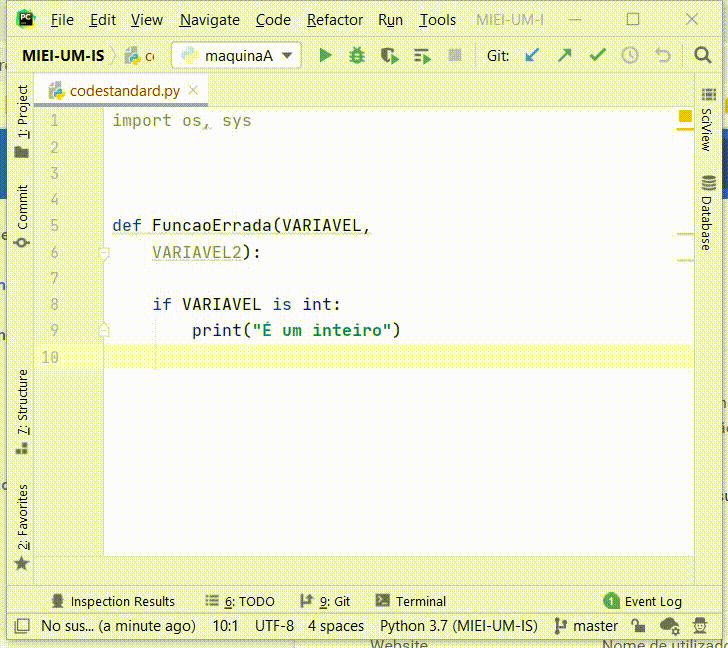 File Edit View Navigate Code Refactor Run Tools MIEI-UM-I
MIEI-UM-IS maquinaA Git:
codestandard.py
1: Project
Commit
7: Structure
2: Favorites
1 import os, sys
2
3
4
5 def FuncaoErrada(VARIAVEL,
6 VARIAVEL2):
7
8 if VARIAVEL is int:
9 print("É um inteiro")
10
SciView
Database
Inspection Results 6: TODO 9: Git Terminal 1 Event Log
No sus... (a minute ago) 10:1 UTF-8 4 spaces Python 3.7 (MIEI-UM-IS) master
Website
Nome de utilizado